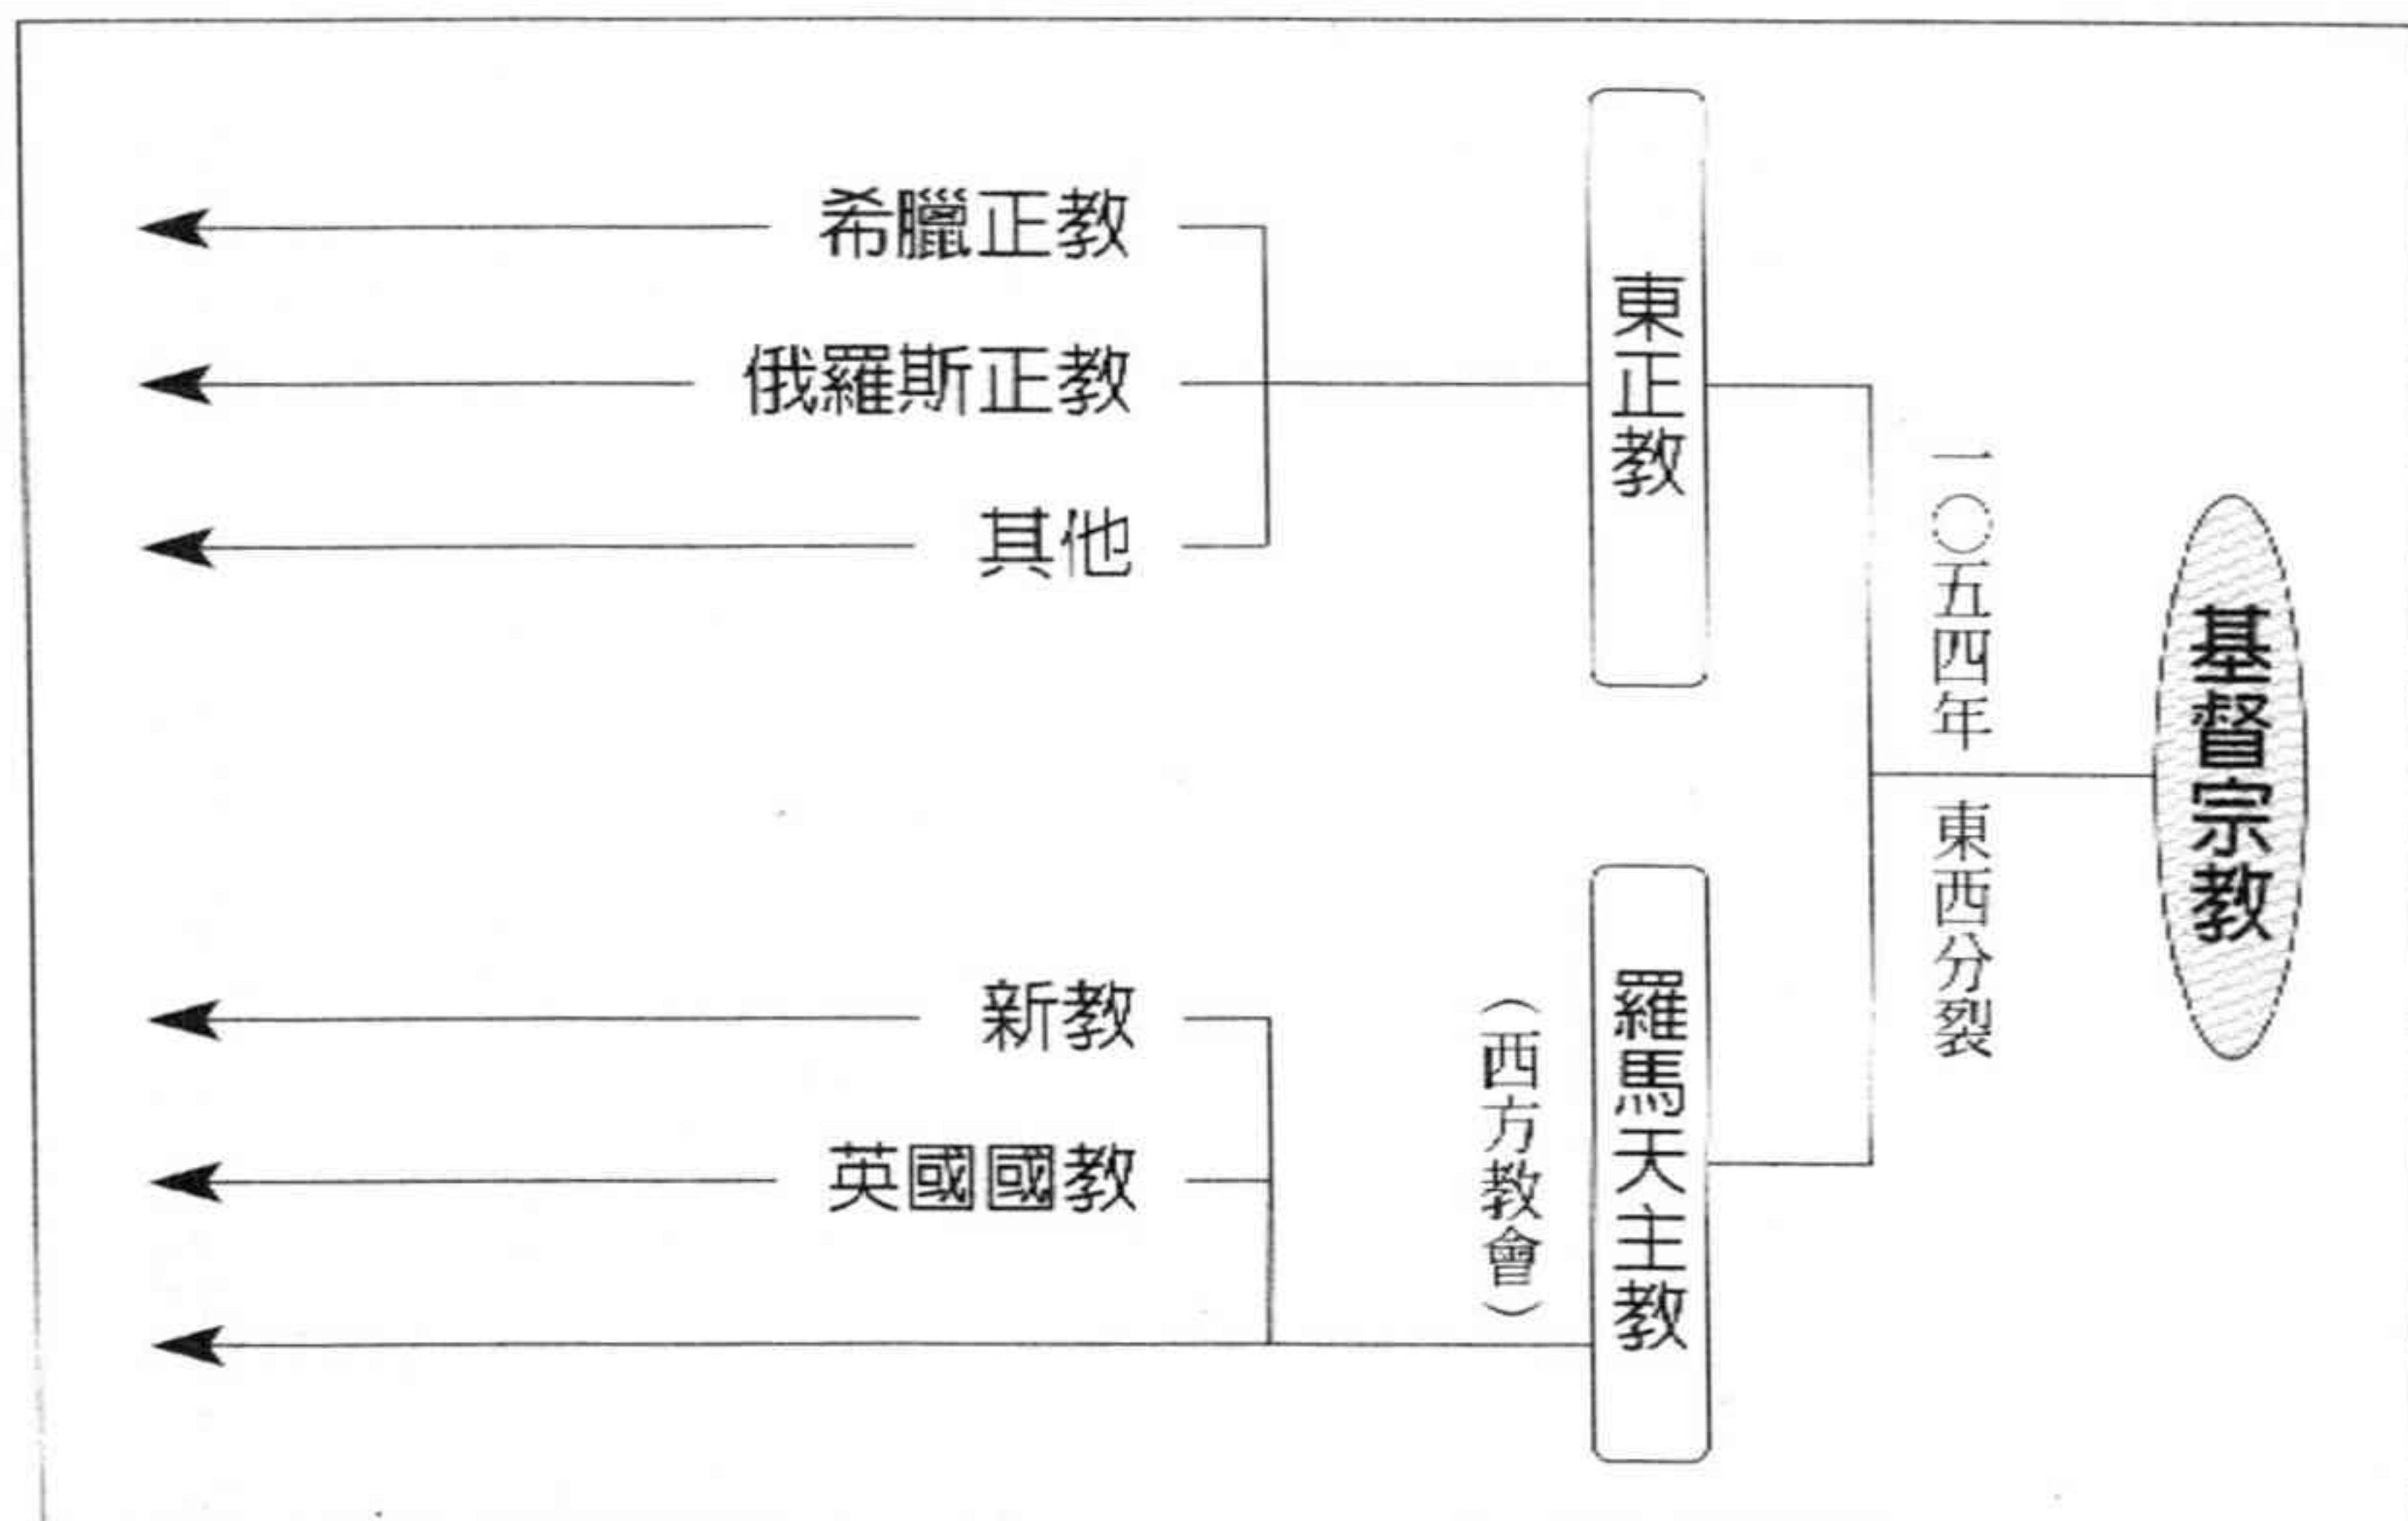 基督宗教
一〇五四年 東西分裂
東正教
希臘正教
俄羅斯正教
其他
羅馬天主教
（西方教會）
新教
英國國教